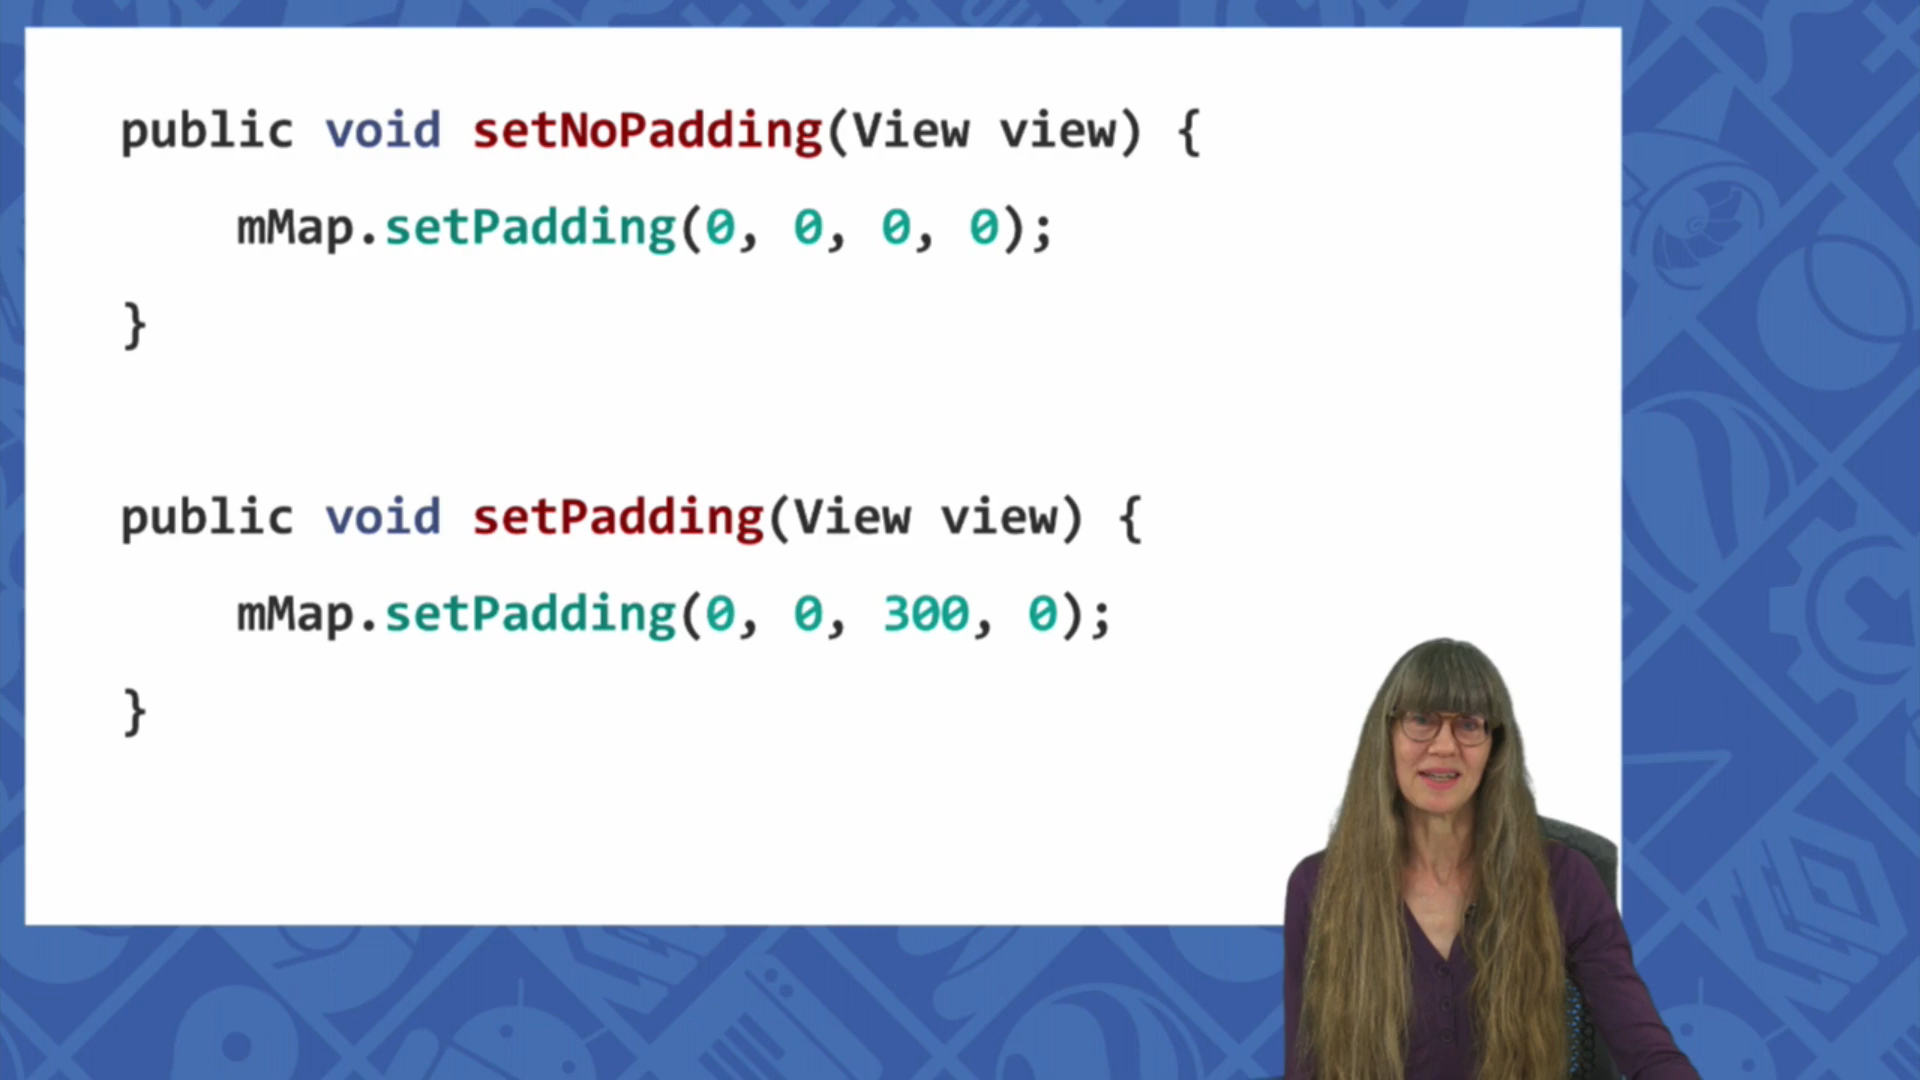 public void setNoPadding(View view) {
mMap.setPadding(0, 0, 0, 0);
}
public void setPadding(View view) {
mMap.setPadding(0, 0, 300, 0);
}